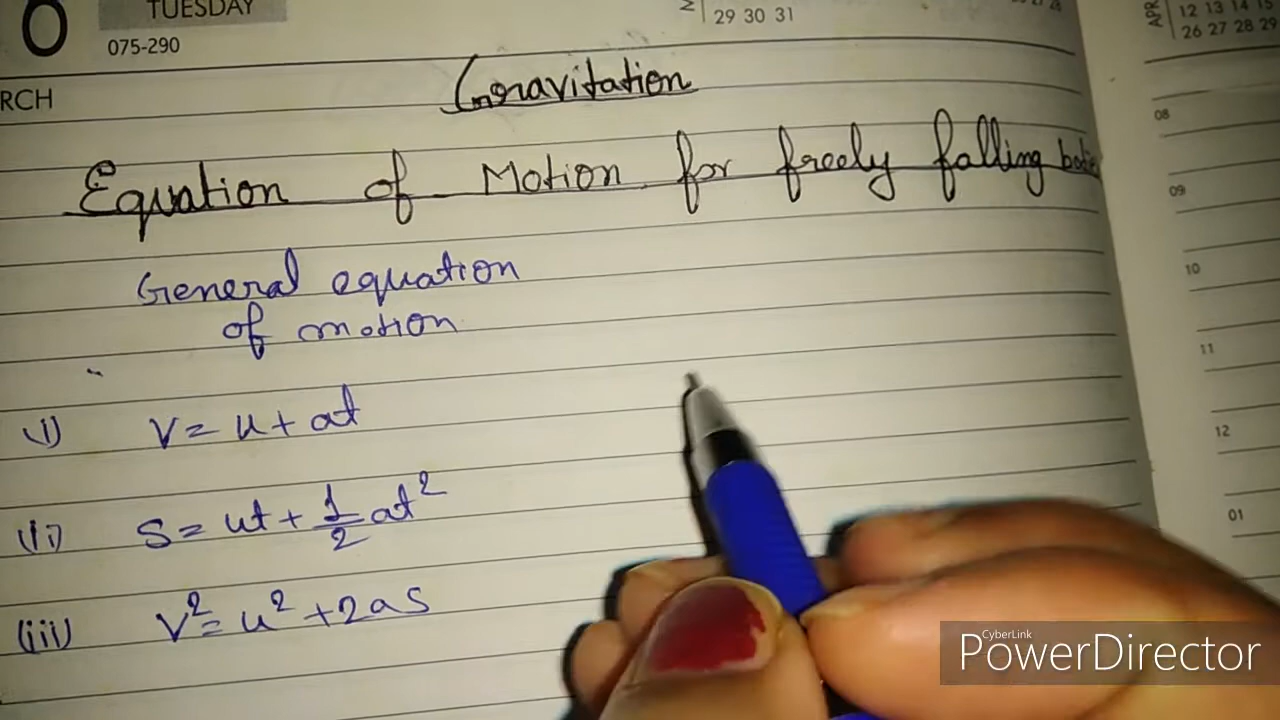 TUESDAY
075-290
29 30 31
APR
12 13 14 15
26 27 28 29
RCH
Gravitation
Equation of Motion for freely falling
General equation
of motion
(i) V = u + at
(ii) S = ut + 1/2 at²
(iii) V² = u² + 2as
08
09
10
11
12
01
CyberLink
PowerDirector